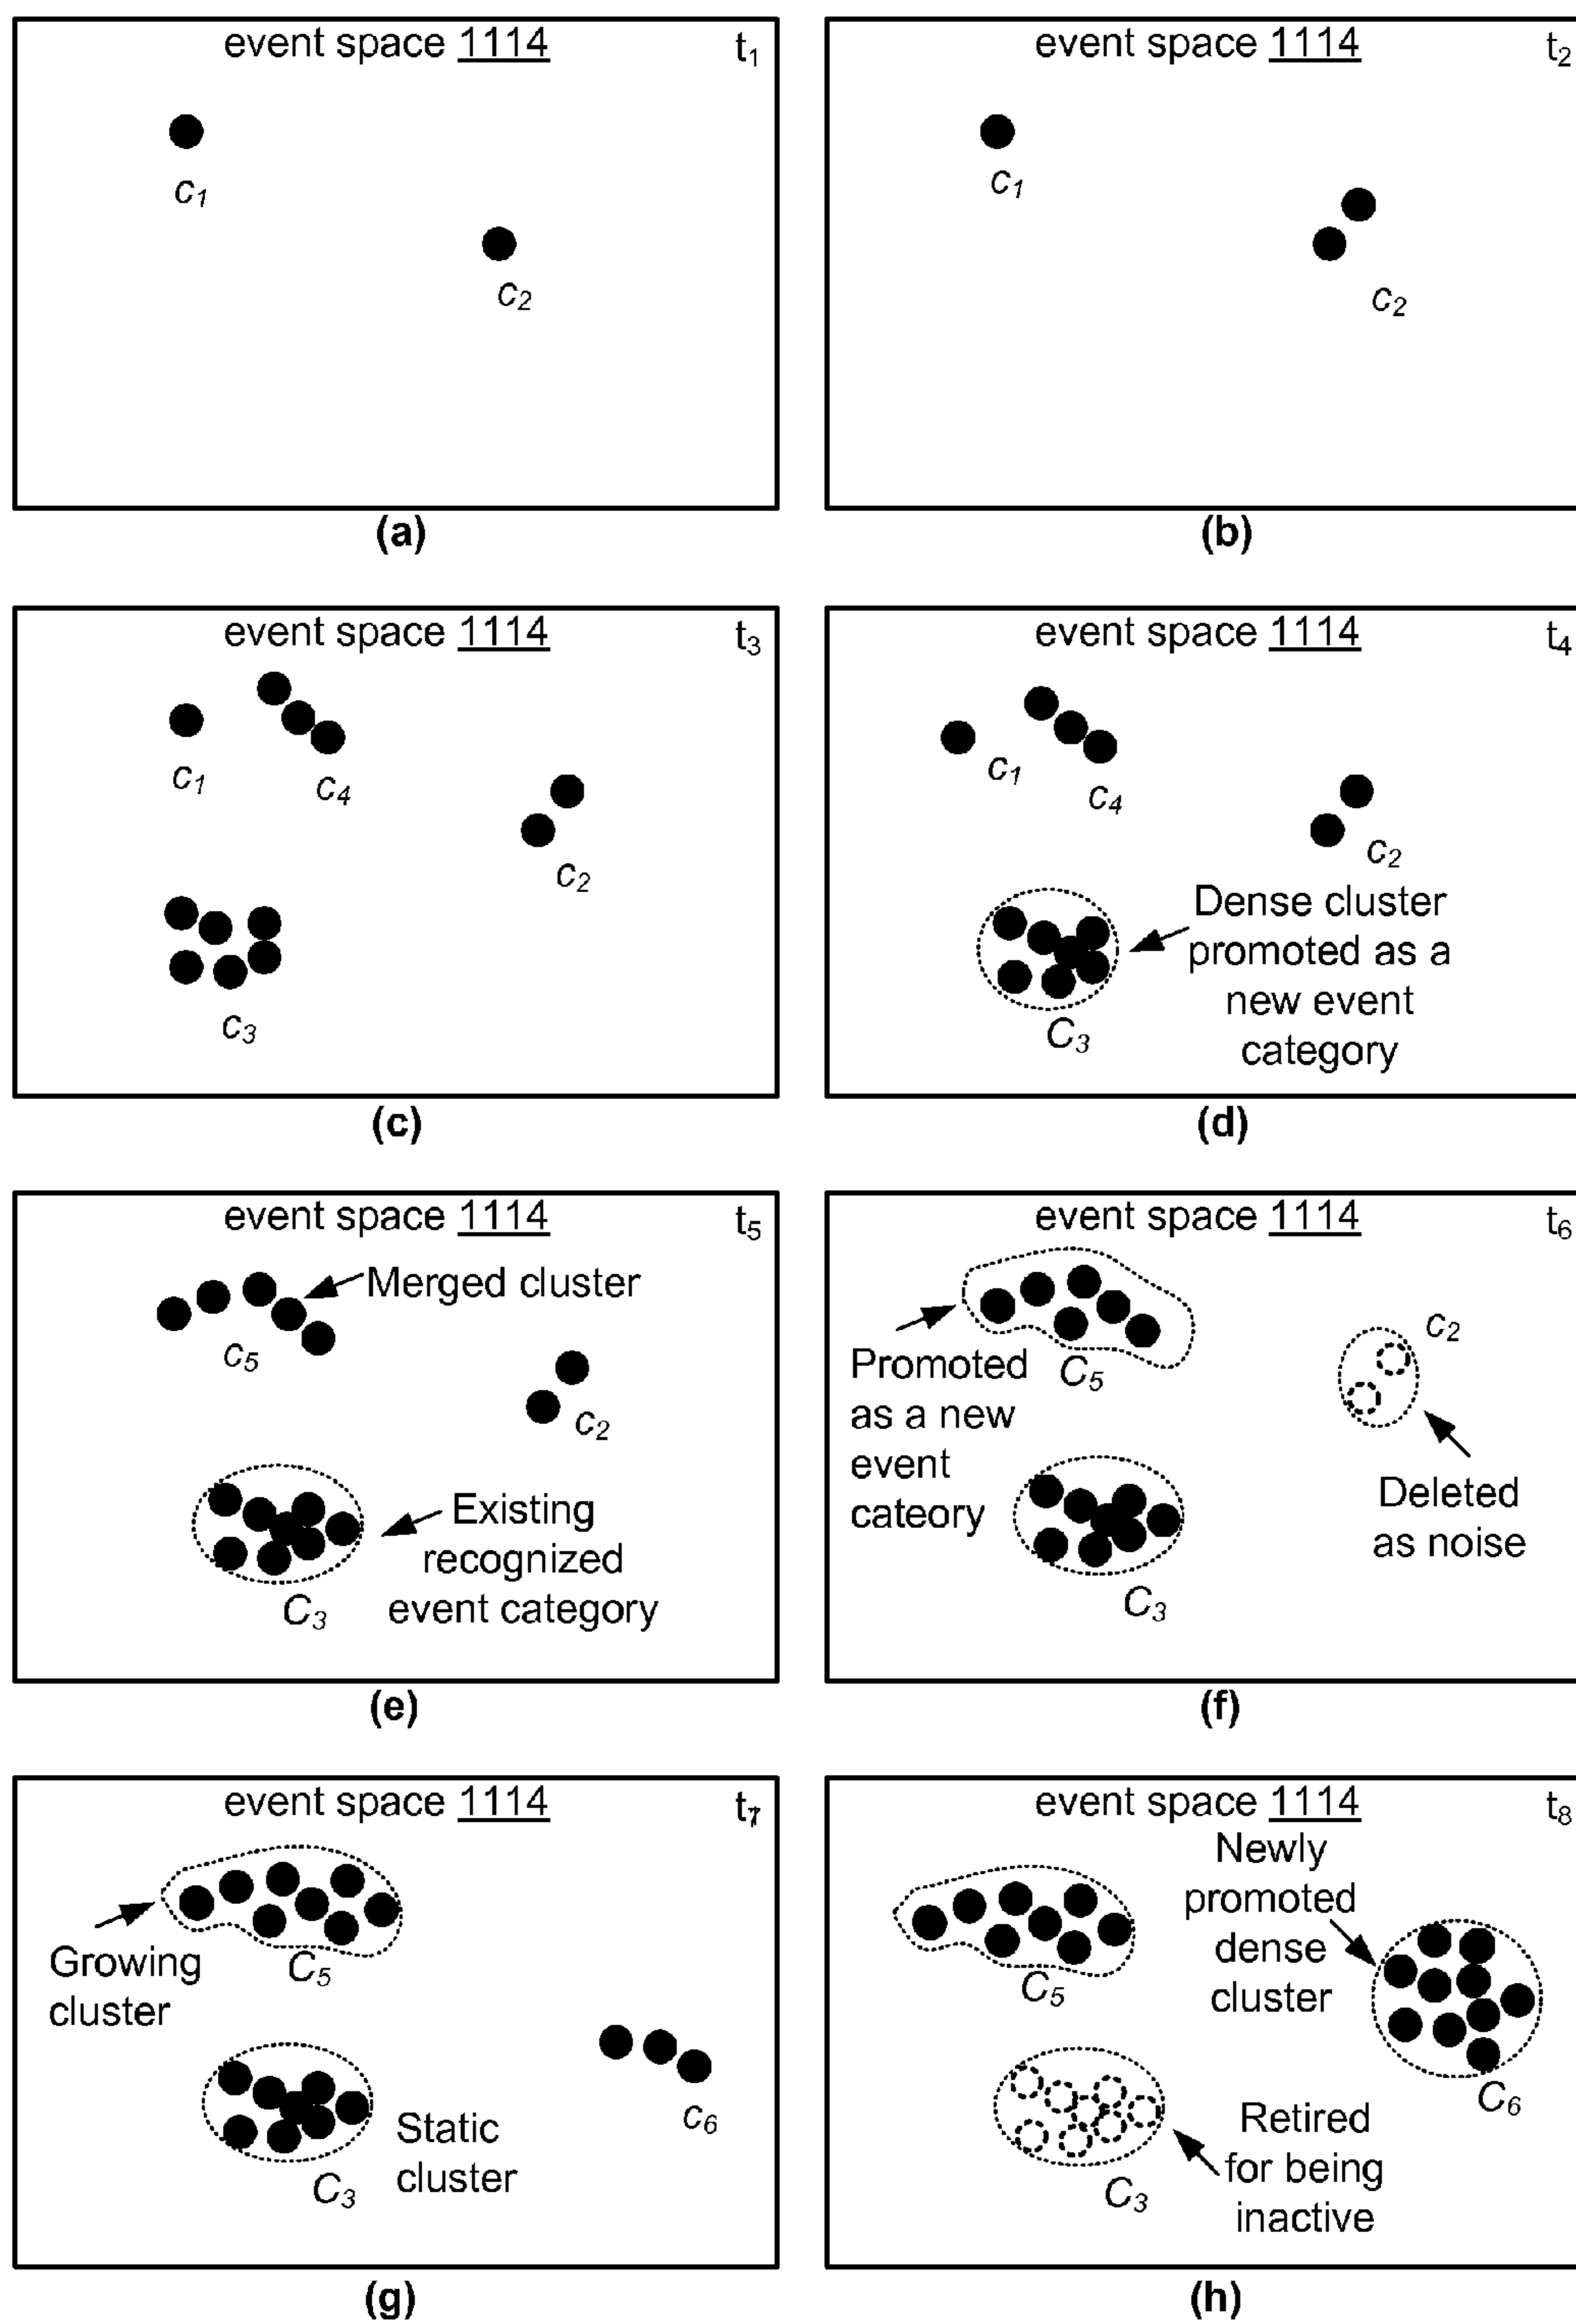 event space 1114 t1
c1
c2
(a)
event space 1114 t2
c1
c2
(b)
event space 1114 t3
c1
c4
c2
c3
(c)
event space 1114 t4
c1
c4
c2
Dense cluster
promoted as a
new event
category
C3
(d)
event space 1114 t5
Merged cluster
c5
c2
Existing
recognized
event category
C3
(e)
event space 1114 t6
c2
Promoted
as a new
event
cateory
C5
Deleted
as noise
C3
(f)
event space 1114 t7
Growing
cluster
C5
c6
Static
cluster
C3
(g)
event space 1114 t8
Newly
promoted
dense
cluster
C5
C6
Retired
for being
inactive
C3
(h)